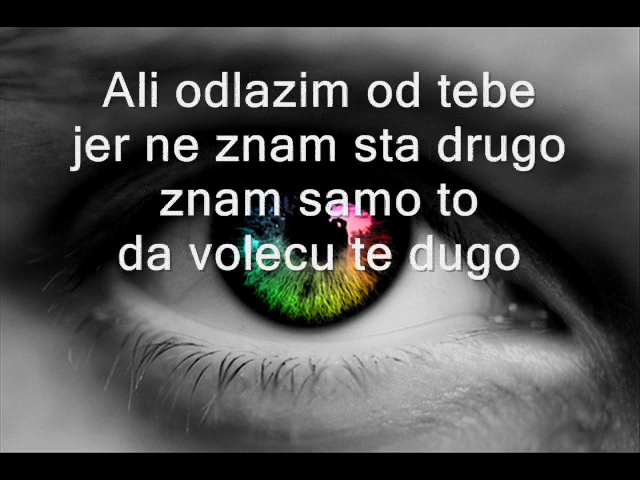 Ali odlazim od tebe
jer ne znam sta drugo
znam samo to
da volecu te dugo